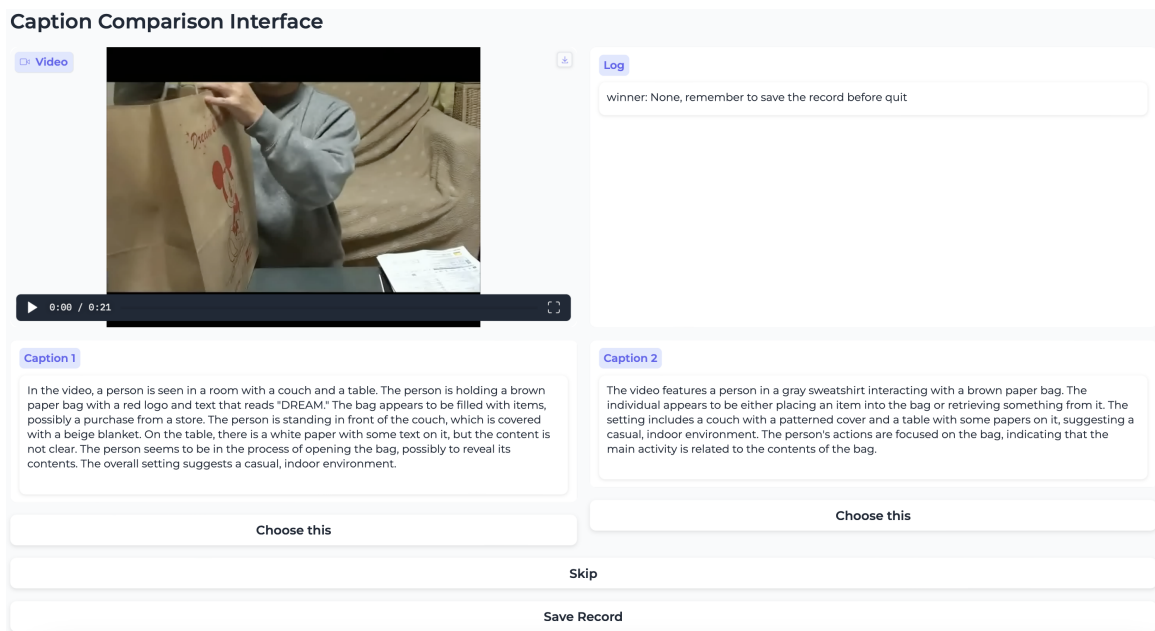 Caption Comparison Interface
Video
Dream
0:00 / 0:21
Log
winner: None, remember to save the record before quit
Caption 1
In the video, a person is seen in a room with a couch and a table. The person is holding a brown
paper bag with a red logo and text that reads "DREAM." The bag appears to be filled with items,
possibly a purchase from a store. The person is standing in front of the couch, which is covered
with a beige blanket. On the table, there is a white paper with some text on it, but the content is
not clear. The person seems to be in the process of opening the bag, possibly to reveal its
contents. The overall setting suggests a casual, indoor environment.
Choose this
Caption 2
The video features a person in a gray sweatshirt interacting with a brown paper bag. The
individual appears to be either placing an item into the bag or retrieving something from it. The
setting includes a couch with a patterned cover and a table with some papers on it, suggesting a
casual, indoor environment. The person's actions are focused on the bag, indicating that the
main activity is related to the contents of the bag.
Choose this
Skip
Save Record